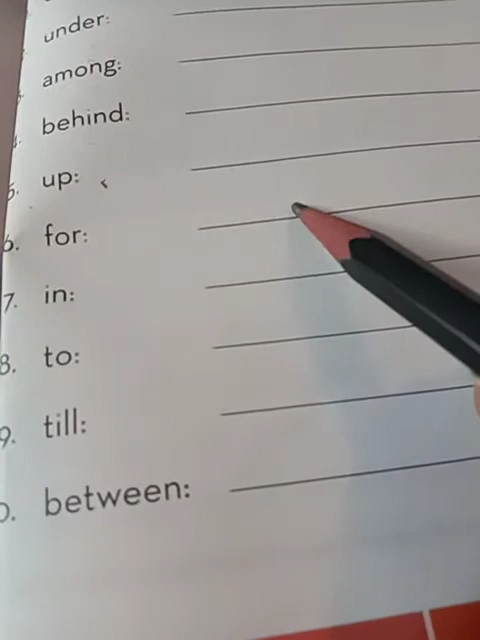 under:
among:
behind:
5. up:
6. for:
7. in:
8. to:
9. till:
between: